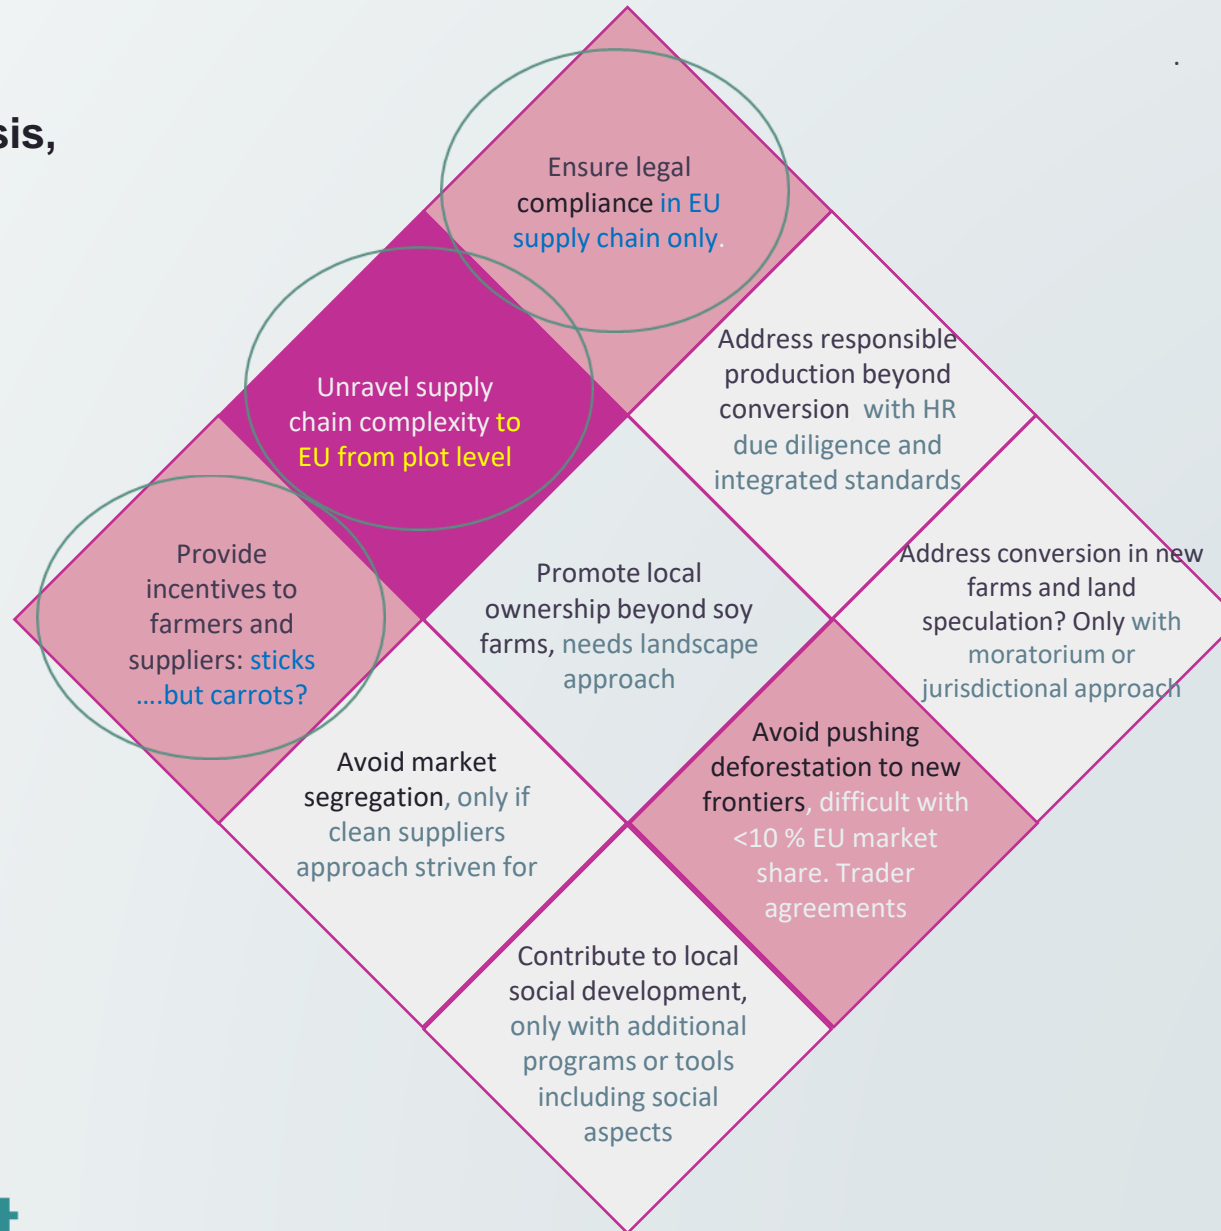 sis,
.
Ensure legal
compliance in EU
supply chain only.
Address responsible
production beyond
conversion with HR
due diligence and
integrated standards
Unravel supply
chain complexity to
EU from plot level
Provide
incentives to
farmers and
suppliers: sticks
….but carrots?
Promote local
ownership beyond soy
farms, needs landscape
approach
Address conversion in new
farms and land
speculation? Only with
moratorium or
jurisdictional approach
Avoid market
segregation, only if
clean suppliers
approach striven for
Avoid pushing
deforestation to new
frontiers, difficult with
<10 % EU market
share. Trader
agreements
Contribute to local
social development,
only with additional
programs or tools
including social
aspects